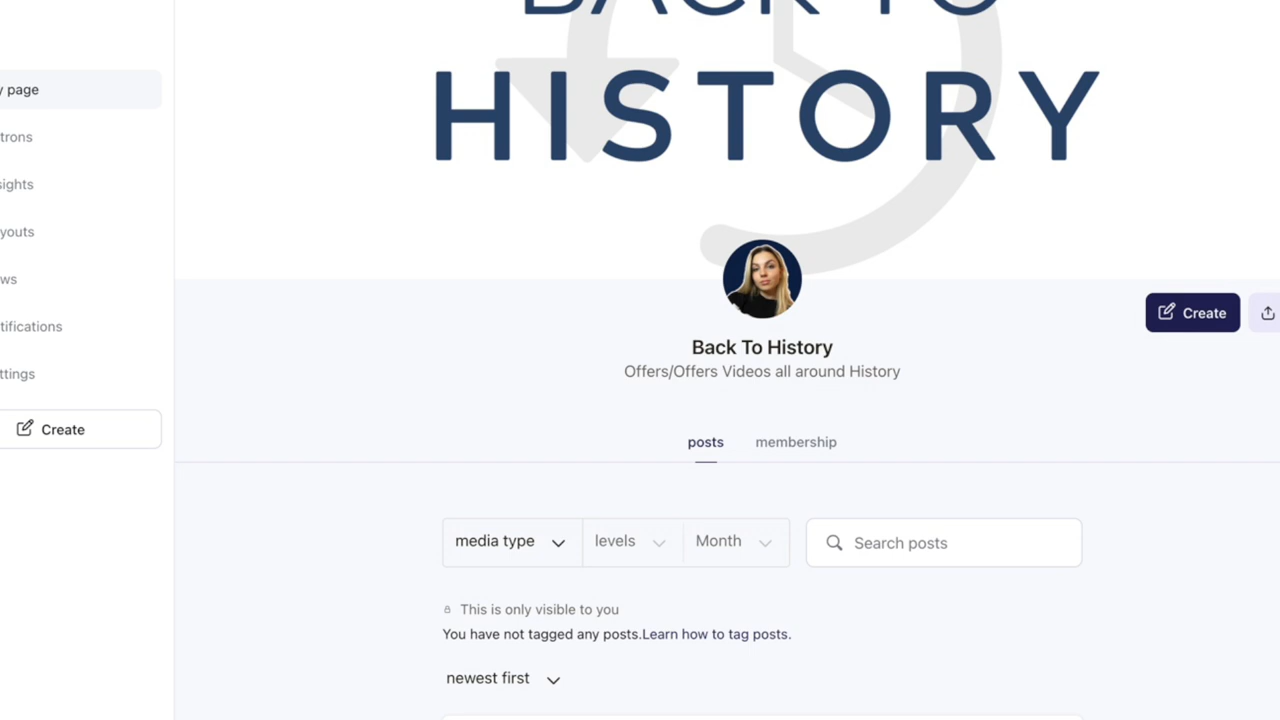 BACK TO
HISTORY
y page
trons
sights
youts
ws
tifications
ttings
Create
Create
Back To History
Offers/Offers Videos all around History
posts membership
media type levels Month Search posts
This is only visible to you
You have not tagged any posts.Learn how to tag posts.
newest first